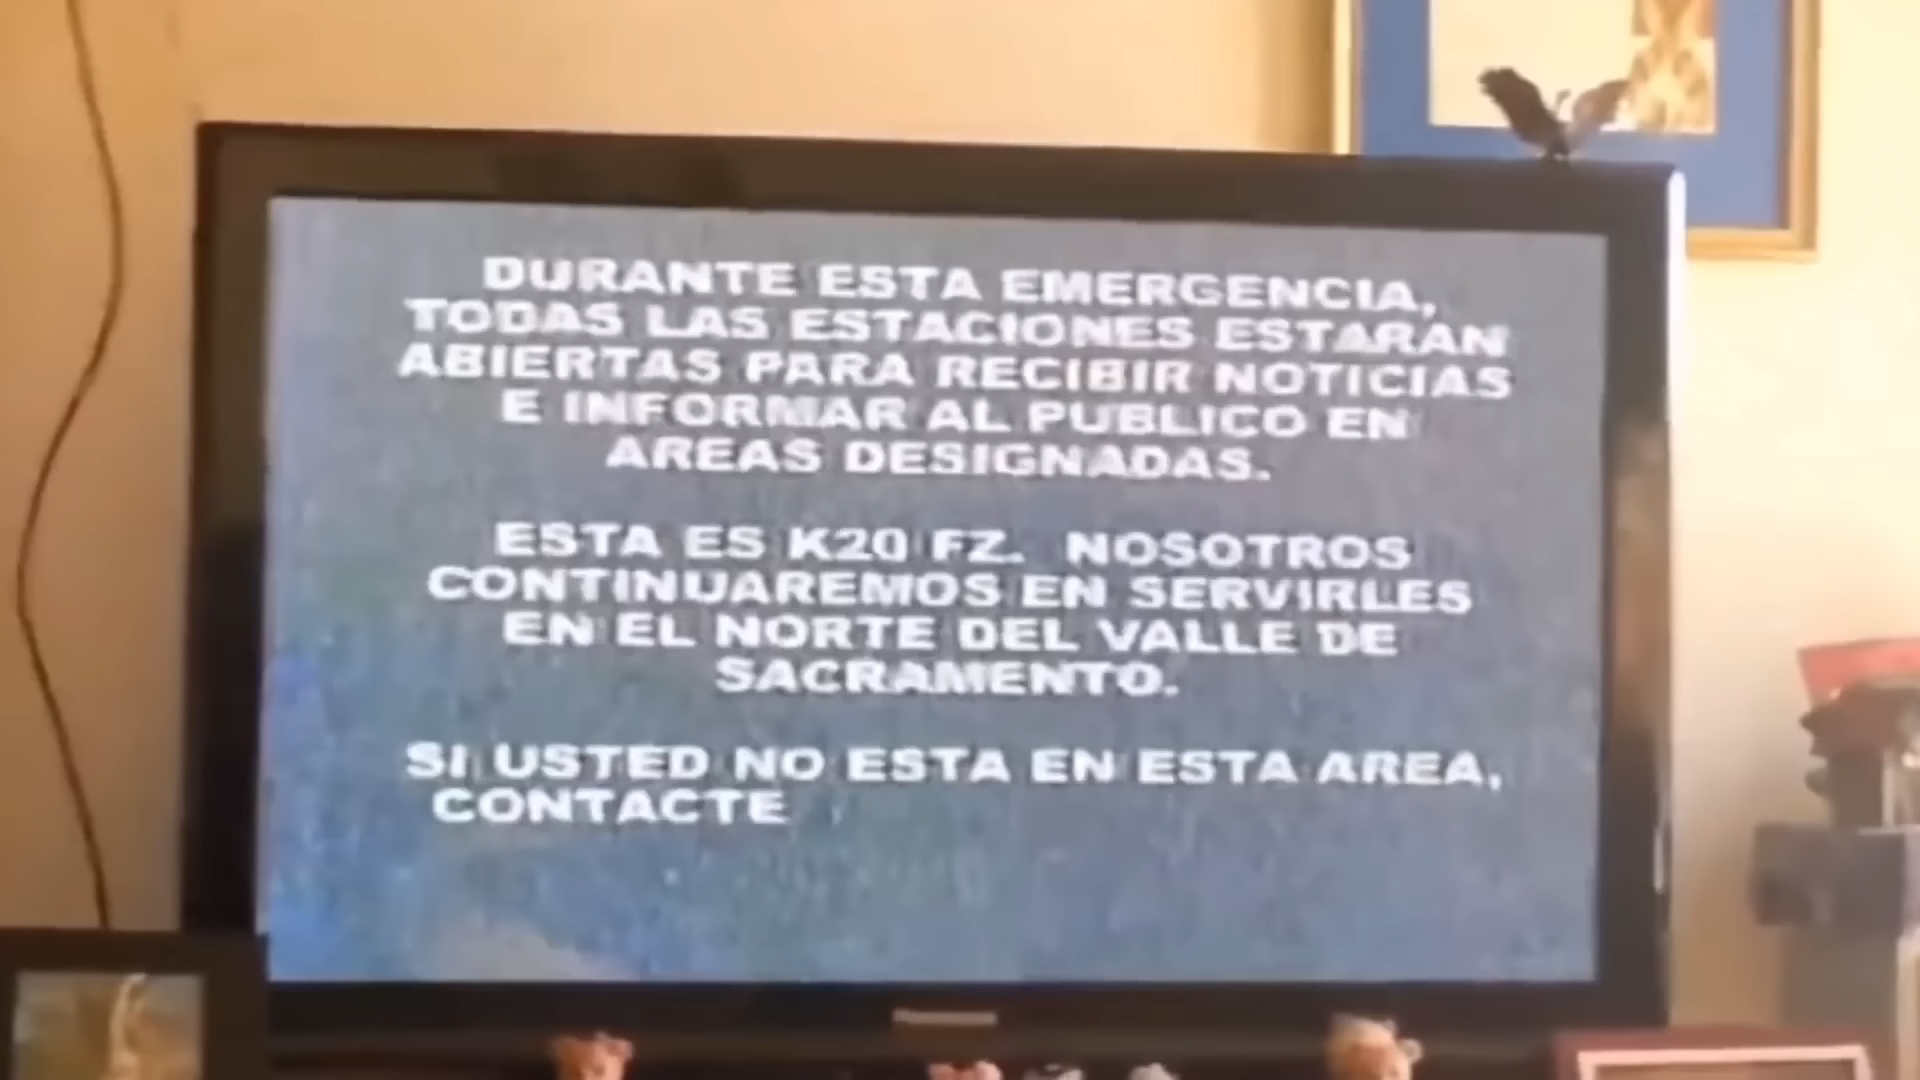 DURANTE ESTA EMERGENCIA,
TODAS LAS ESTACIONES ESTARAN
ABIERTAS PARA RECIBIR NOTICIAS
E INFORMAR AL PUBLICO EN
AREAS DESIGNADAS.
ESTA ES K20 FZ. NOSOTROS
CONTINUAREMOS EN SERVIRLES
EN EL NORTE DEL VALLE DE
SACRAMENTO.
SI USTED NO ESTA EN ESTA AREA,
CONTACTE